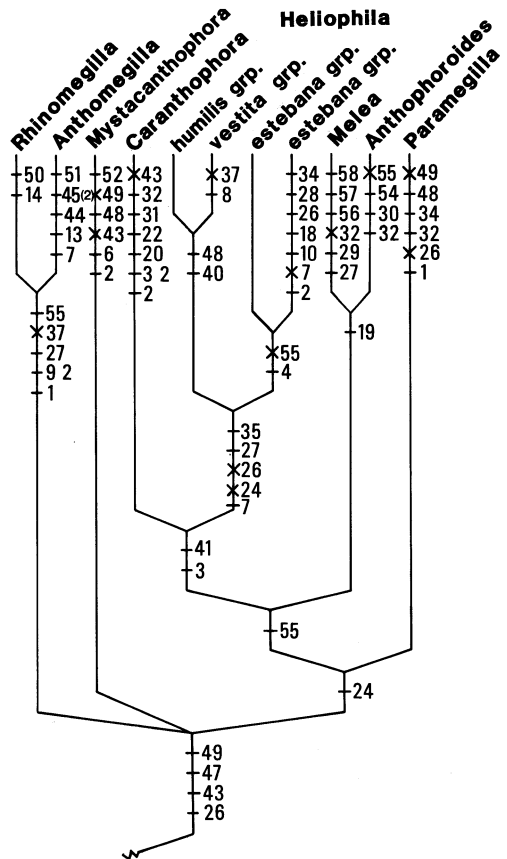 Heliophila
Rhinomegilla
Anthomegilla
Mystacanthophora
Caranthophora
humilis grp.
vestita grp.
estebana grp.
estebana grp.
Melea
Anthophoroides
Paramegilla
50 51 52 43 37 34 58 55 49
14 45(2) 49 32 8 28 57 54 48
44 48 31 26 56 30 34
13 43 22 18 32 32 32
7 6 20 48 10 29 26
2 3 2 40 7 27 1
2 2
55
37 19
27 55
9 2 4
1
35
27
26
24
7
41
3
55
24
49
47
43
26